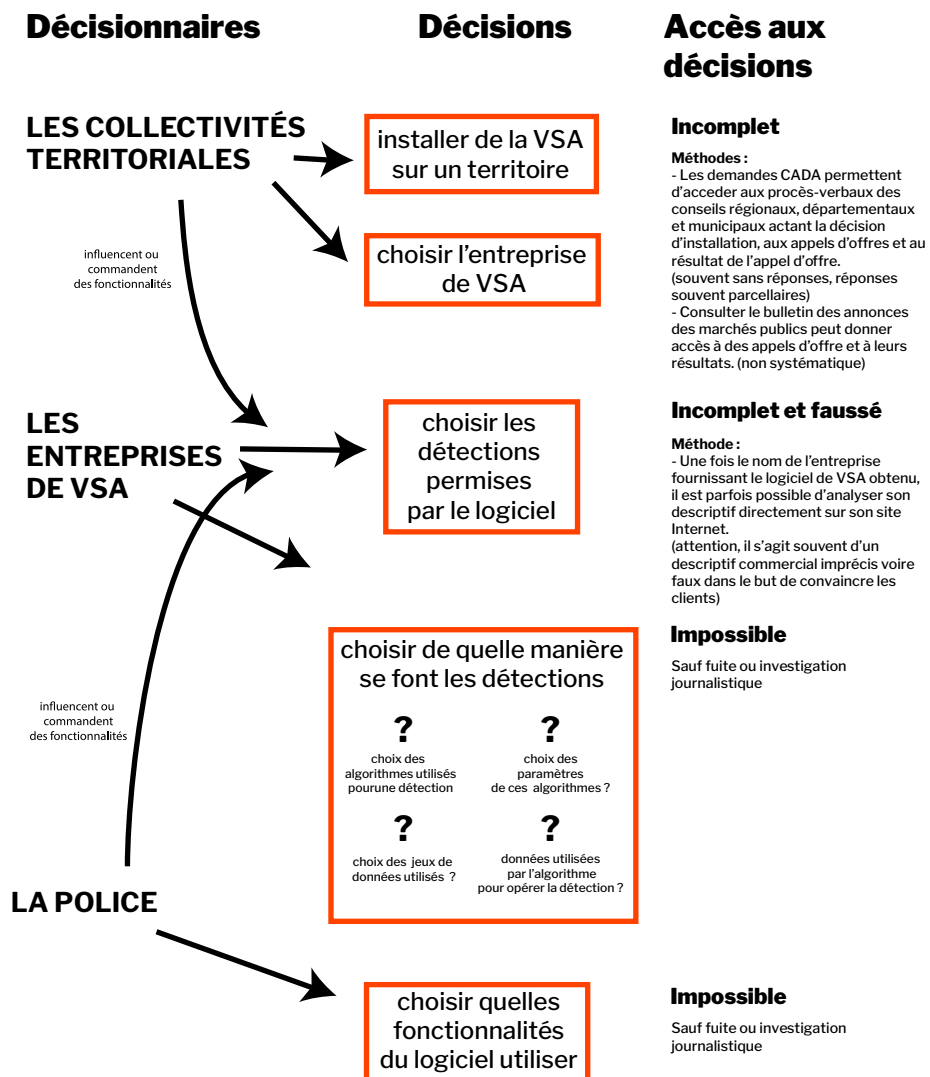 Décisionnaires
Décisions
Accès aux
décisions
LES COLLECTIVITÉS
TERRITORIALES
installer de la VSA
sur un territoire
choisir l'entreprise
de VSA
Incomplet
Méthodes :
- Les demandes CADA permettent
d'acceder aux procès-verbaux des
conseils régionaux, départementaux
et municipaux actant la décision
d'installation, aux appels d'offres et au
résultat de l'appel d'offre.
(souvent sans réponses, réponses
souvent parcellaires)
- Consulter le bulletin des annonces
des marchés publics peut donner
accès à des appels d'offre et à leurs
résultats. (non systématique)
influencent ou
commandent
des fonctionnalités
LES
ENTREPRISES
DE VSA
choisir les
détections
permises
par le logiciel
Incomplet et faussé
Méthode :
- Une fois le nom de l'entreprise
fournissant le logiciel de VSA obtenu,
il est parfois possible d'analyser son
descriptif directement sur son site
Internet.
(attention, il s'agit souvent d'un
descriptif commercial imprécis voire
faux dans le but de convaincre les
clients)
choisir de quelle manière
se font les détections
?
choix des
algorithmes utilisés
pourune détection
?
choix des
paramètres
de ces algorithmes ?
?
choix des jeux de
données utilisés ?
?
données utilisées
par l'algorithme
pour opérer la détection ?
Impossible
Sauf fuite ou investigation
journalistique
influencent ou
commandent
des fonctionnalités
LA POLICE
choisir quelles
fonctionnalités
du logiciel utiliser
Impossible
Sauf fuite ou investigation
journalistique